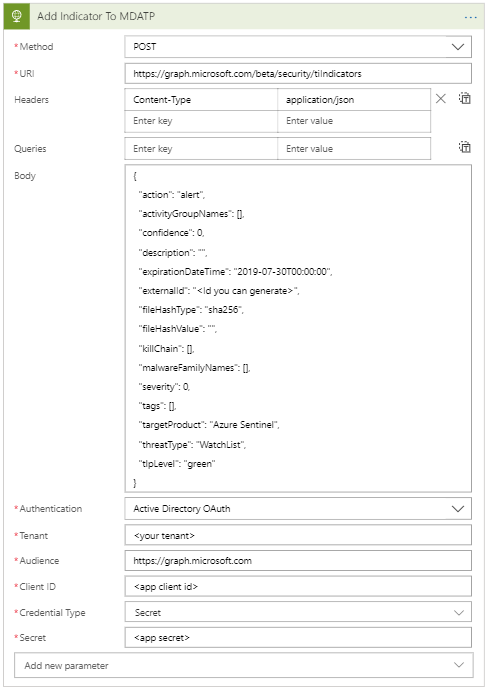 Add Indicator To MDATP ...
* Method POST
* URI https://graph.microsoft.com/beta/security/tiIndicators
Headers Content-Type application/json
Enter key Enter value
Queries Enter key Enter value
Body {
"action": "alert",
"activityGroupNames": [],
"confidence": 0,
"description": "",
"expirationDateTime": "2019-07-30T00:00:00",
"externalId": "<Id you can generate>",
"fileHashType": "sha256",
"fileHashValue": "",
"killChain": [],
"malwareFamilyNames": [],
"severity": 0,
"tags": [],
"targetProduct": "Azure Sentinel",
"threatType": "WatchList",
"tlpLevel": "green"
}
* Authentication Active Directory OAuth
* Tenant <your tenant>
* Audience https://graph.microsoft.com
* Client ID <app client id>
* Credential Type Secret
* Secret <app secret>
Add new parameter